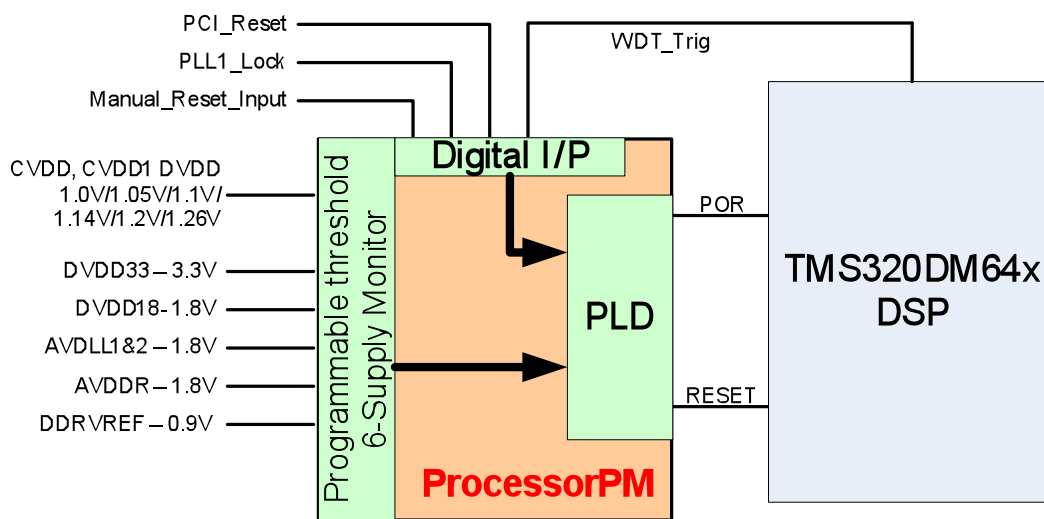 PCI_Reset
PLL1_Lock
Manual_Reset_Input
WDT_Trig
Digital I/P
CVDD, CVDD1 DVDD
1.0V/1.05V/1.1V/
1.14V/1.2V/1.26V
DVDD33–3.3V
DVDD18-1.8V
AVDLL1&2–1.8V
AVDDR–1.8V
DDRVREF–0.9V
Programmable threshold
6-Supply Monitor
PLD
ProcessorPM
POR
RESET
TMS320DM64x
DSP